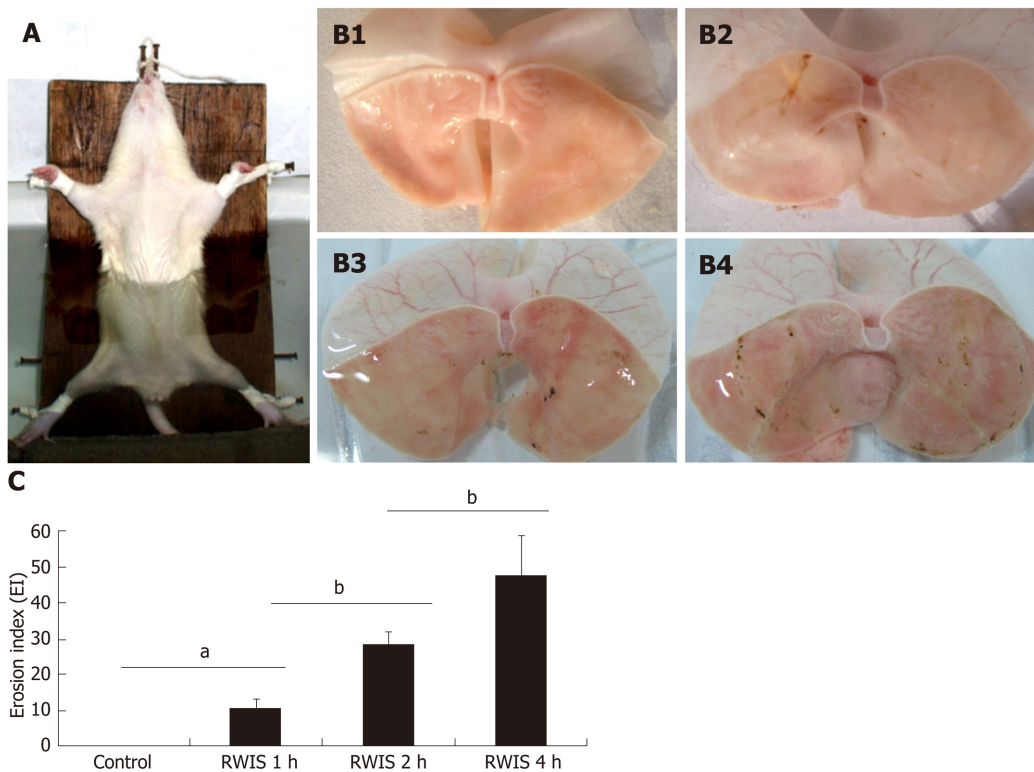 A
B1
B2
B3
B4
C
b
60
50
b
40
30
a
20
10
0
Erosion index (EI)
Control RWIS 1 h RWIS 2 h RWIS 4 h